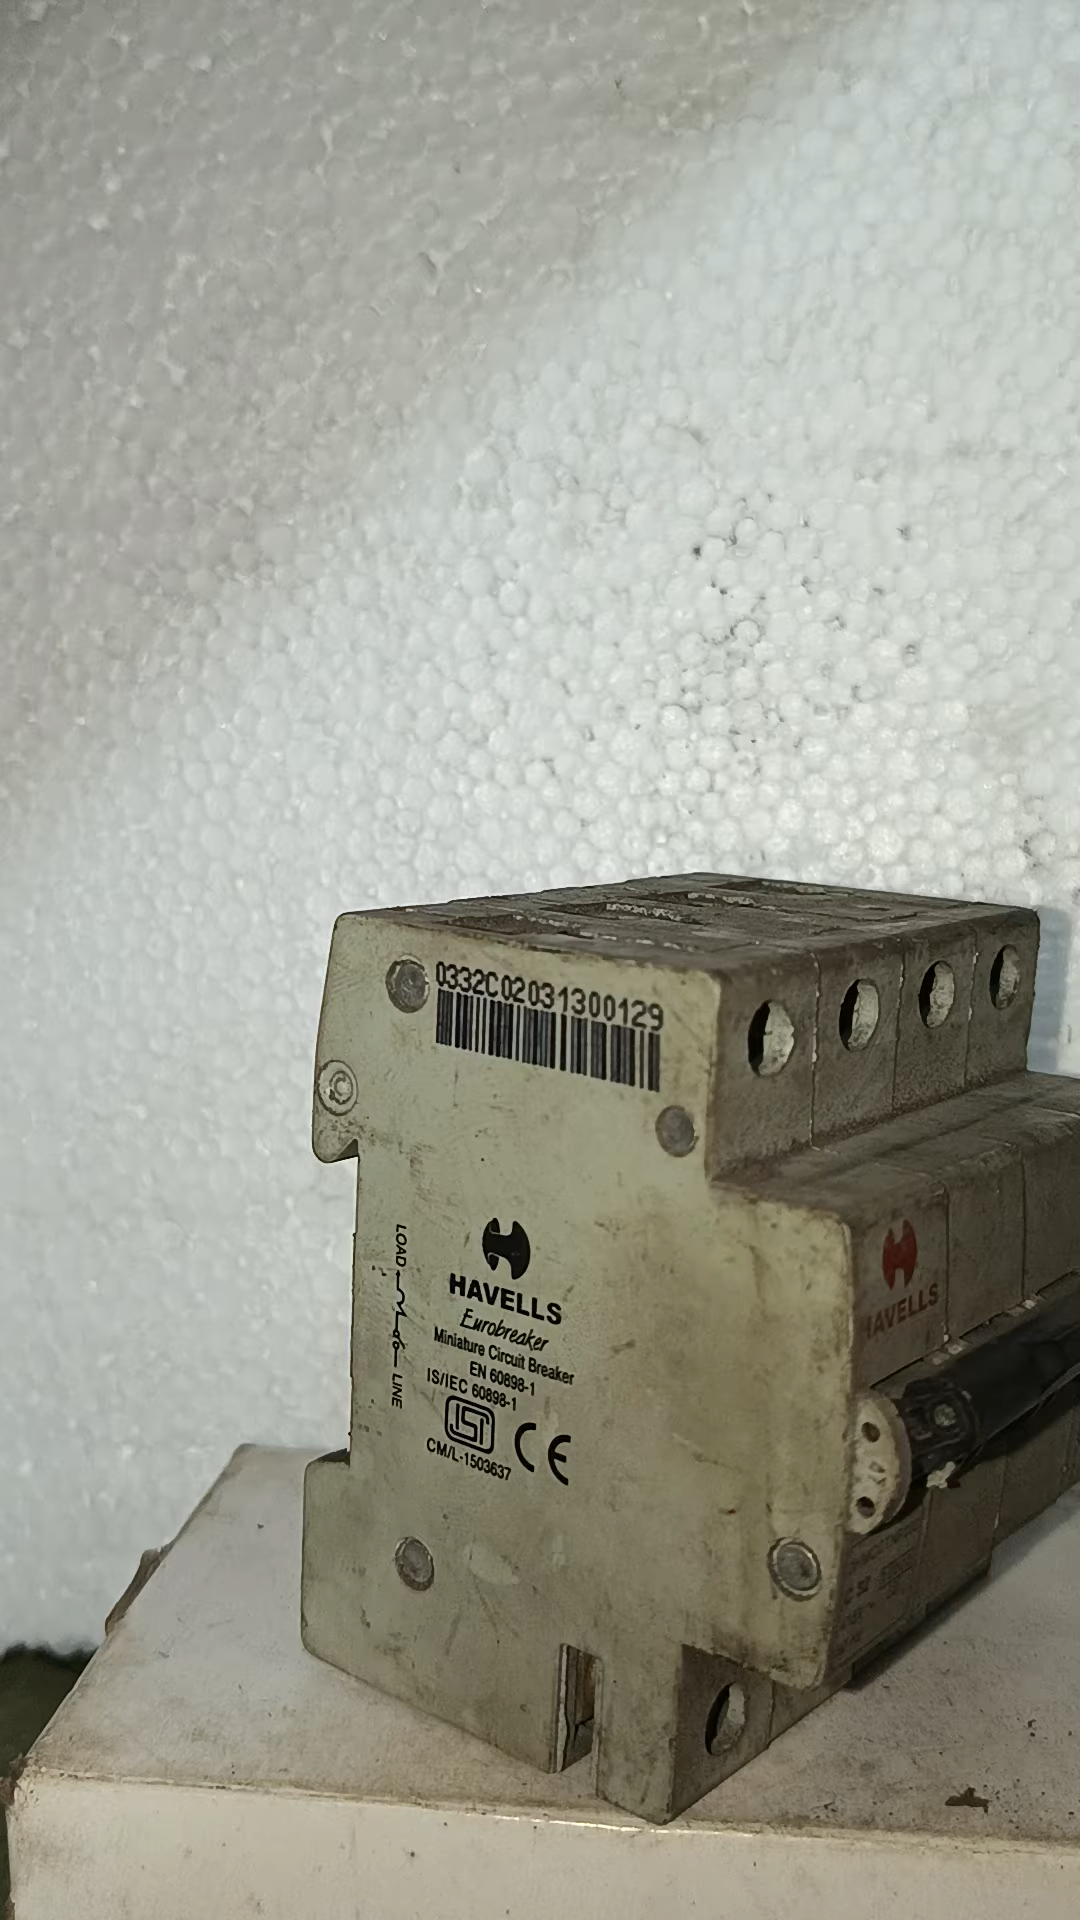 0332C02031300129
LOAD
LINE
HAVELLS
Eurobreaker
Miniature Circuit Breaker
EN 60898-1
IS/IEC 60898-1
ISI
CE
CM/L-1503637
HAVELLS